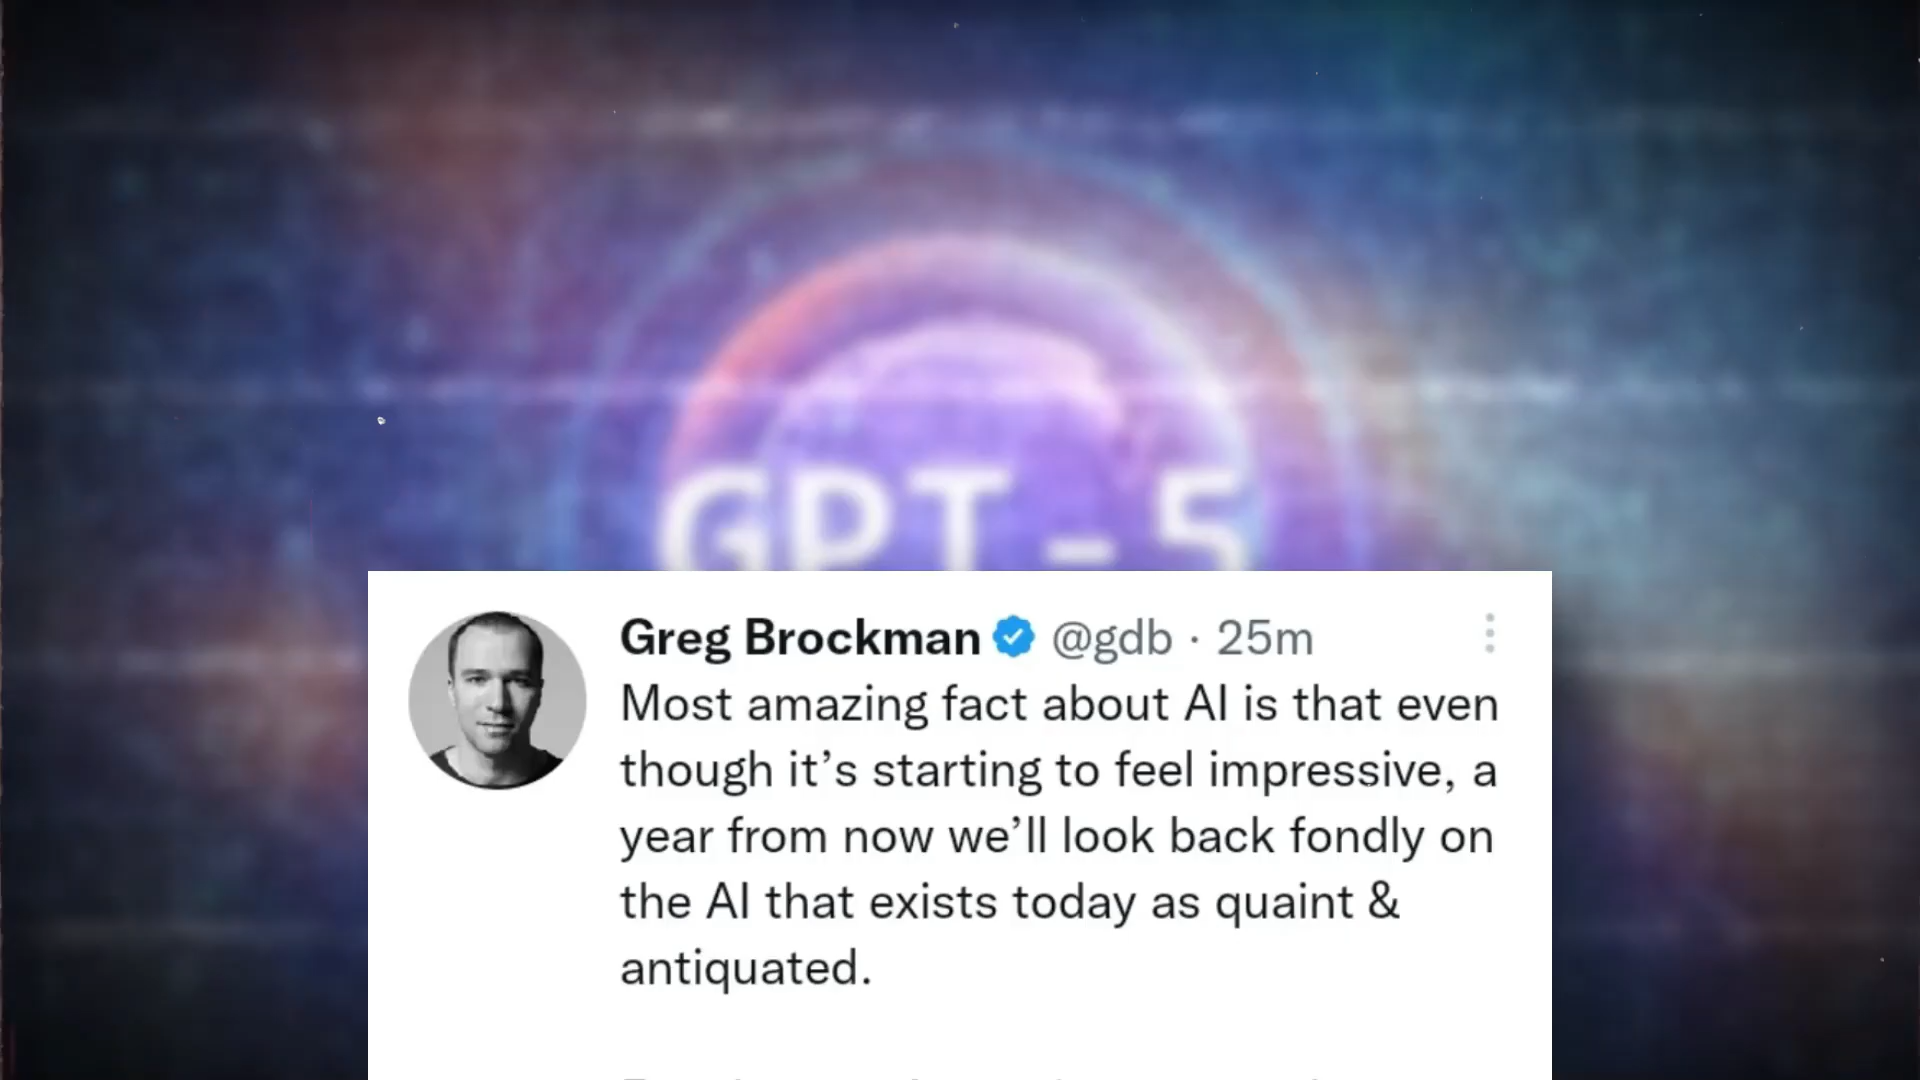 GPT-5
Greg Brockman @gdb · 25m
Most amazing fact about AI is that even
though it’s starting to feel impressive, a
year from now we’ll look back fondly on
the AI that exists today as quaint &
antiquated.